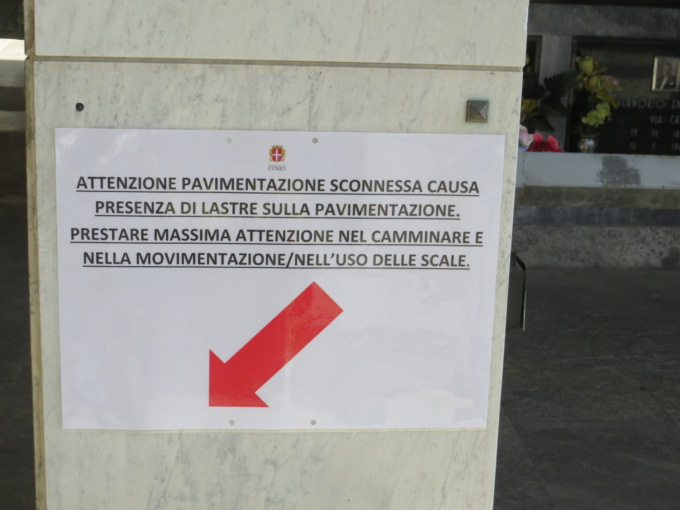 COMO
ATTENZIONE PAVIMENTAZIONE SCONNESSA CAUSA
PRESENZA DI LASTRE SULLA PAVIMENTAZIONE.
PRESTARE MASSIMA ATTENZIONE NEL CAMMINARE E
NELLA MOVIMENTAZIONE/NELL'USO DELLE SCALE.